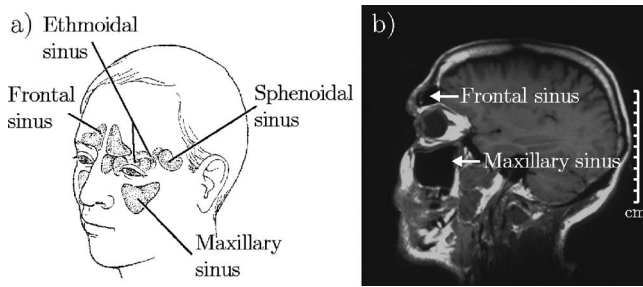 a)
Ethmoidal
sinus
Frontal
sinus
Sphenoidal
sinus
Maxillary
sinus
b)
Frontal sinus
Maxillary sinus
cm